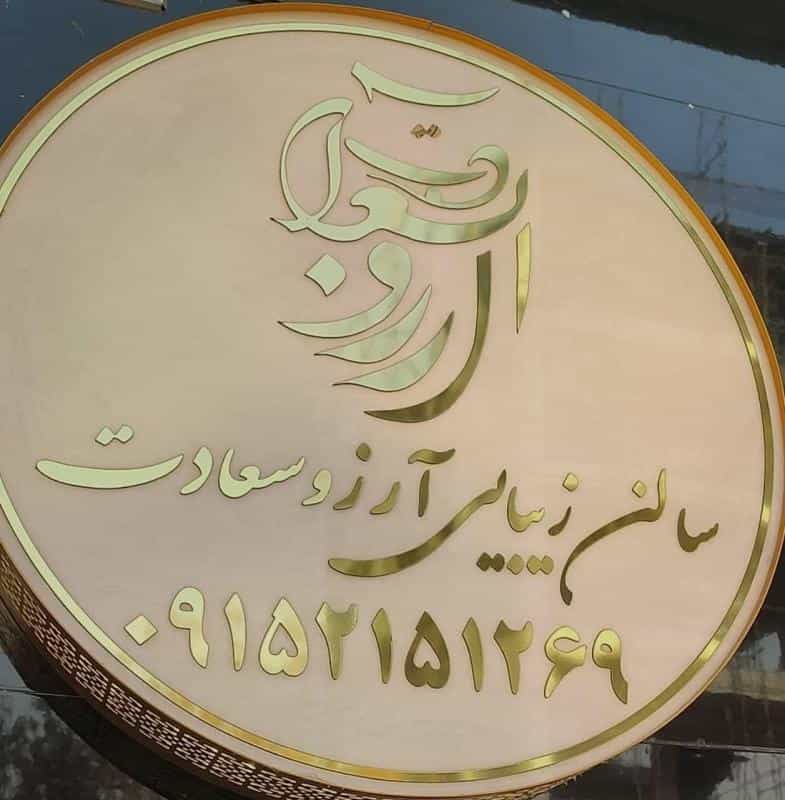 آرزو سعادت
سالن زیبایی آرزو سعادت
۰۹۱۵۲۱۵۱۲۶۹